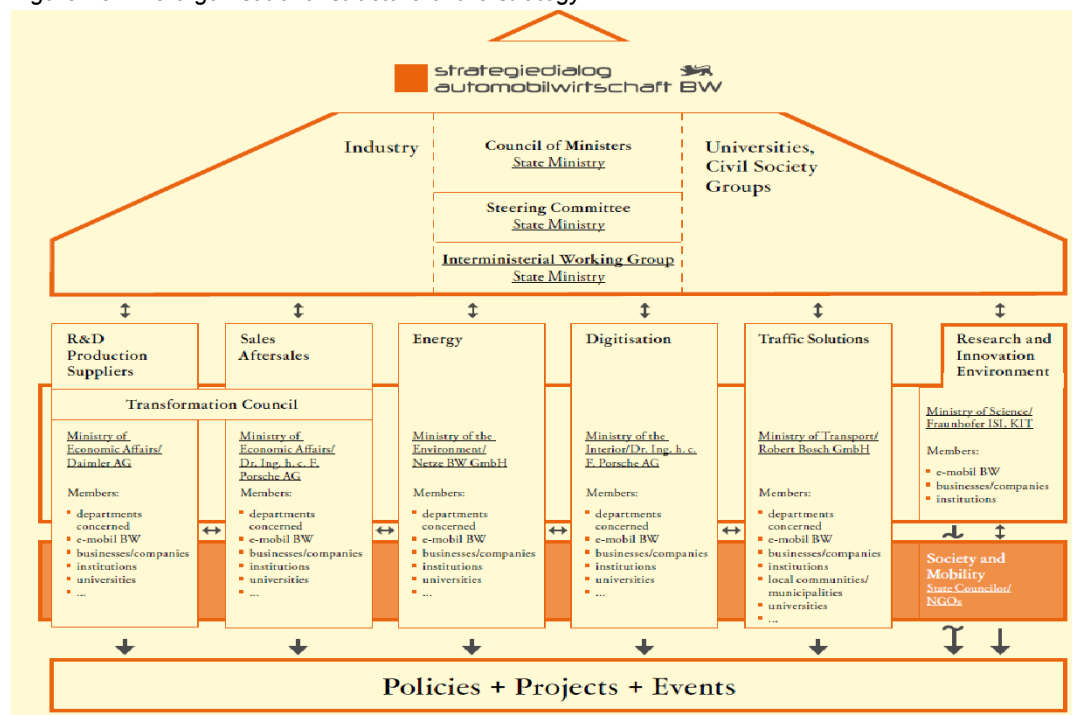 strategiedialog
automobilwirtschaft BW
Industry
Council of Ministers
State Ministry
Steering Committee
State Ministry
Interministerial Working Group
State Ministry
Universities,
Civil Society
Groups
R&D
Production
Suppliers
Sales
Aftersales
Transformation Council
Ministry of
Economic Affairs/
Daimler AG
Members:
departments
concerned
e-mobil BW
businesses/companies
institutions
universities
...
Ministry of
Economic Affairs/
Dr. Ing. h. c. F.
Porsche AG
Members:
departments
concerned
e-mobil BW
businesses/companies
institutions
universities
...
Energy
Ministry of the
Environment/
Netze BW GmbH
Members:
departments
concerned
e-mobil BW
businesses/companies
institutions
universities
...
Digitisation
Ministry of the
Interior/Dr. Ing. h. c.
F. Porsche AG
Members:
departments
concerned
e-mobil BW
businesses/companies
institutions
universities
...
Traffic Solutions
Ministry of Transport/
Robert Bosch GmbH
Members:
departments
concerned
e-mobil BW
businesses/companies
institutions
local communities/
municipalities
universities
...
Research and
Innovation
Environment
Ministry of Science/
Fraunhofer ISI, KIT
Members:
e-mobil BW
businesses/companies
institutions
Society and
Mobility
State Councilor/
NGOs
Policies + Projects + Events